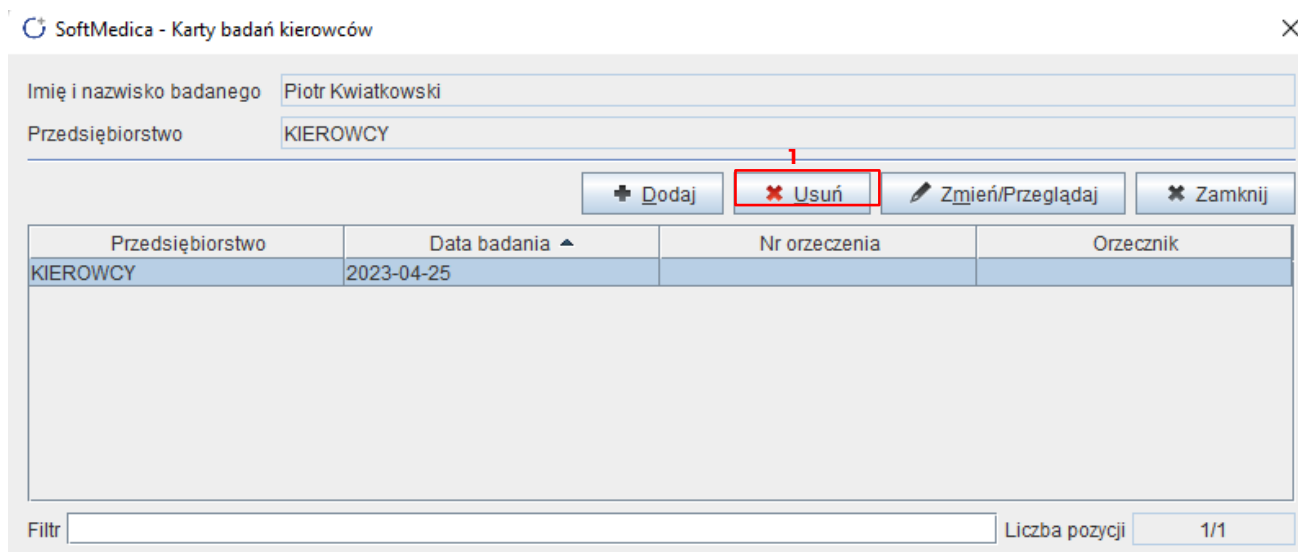 SoftMedica - Karty badań kierowców
Imię i nazwisko badanego Piotr Kwiatkowski
Przedsiębiorstwo KIEROWCY
1
Dodaj Usuń Zmień/Przeglądaj Zamknij
Przedsiębiorstwo Data badania Nr orzeczenia Orzecznik
KIEROWCY 2023-04-25
Filtr Liczba pozycji 1/1